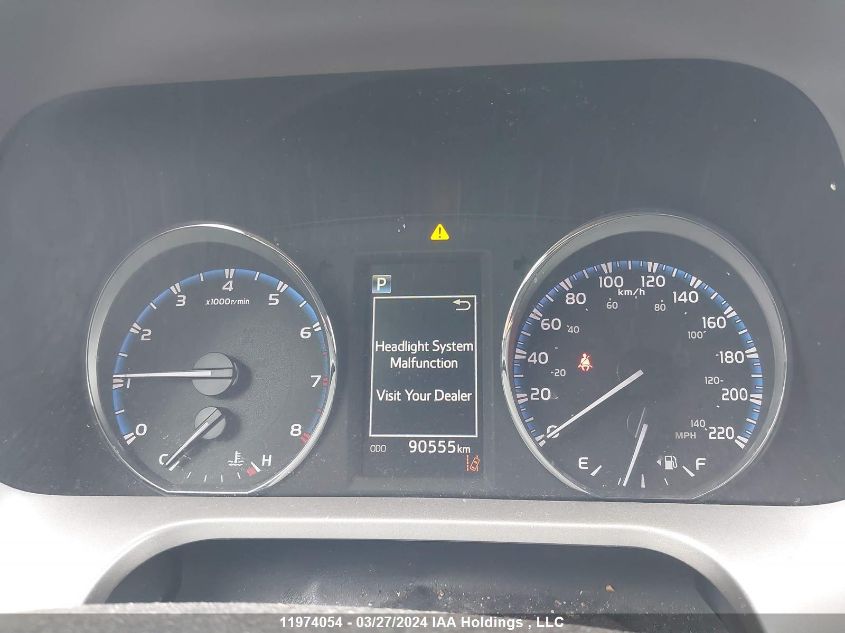 4
3
5
x1000r/min
2
6
1
7
0
8
C
H
P
Headlight System
Malfunction
Visit Your Dealer
ODO 90555 km
100
120
80
km/h
140
60
80
60
40
160
100
40
20
180
120
20
200
0
140
MPH
220
E
F
11974054 - 03/27/2024 IAA Holdings , LLC